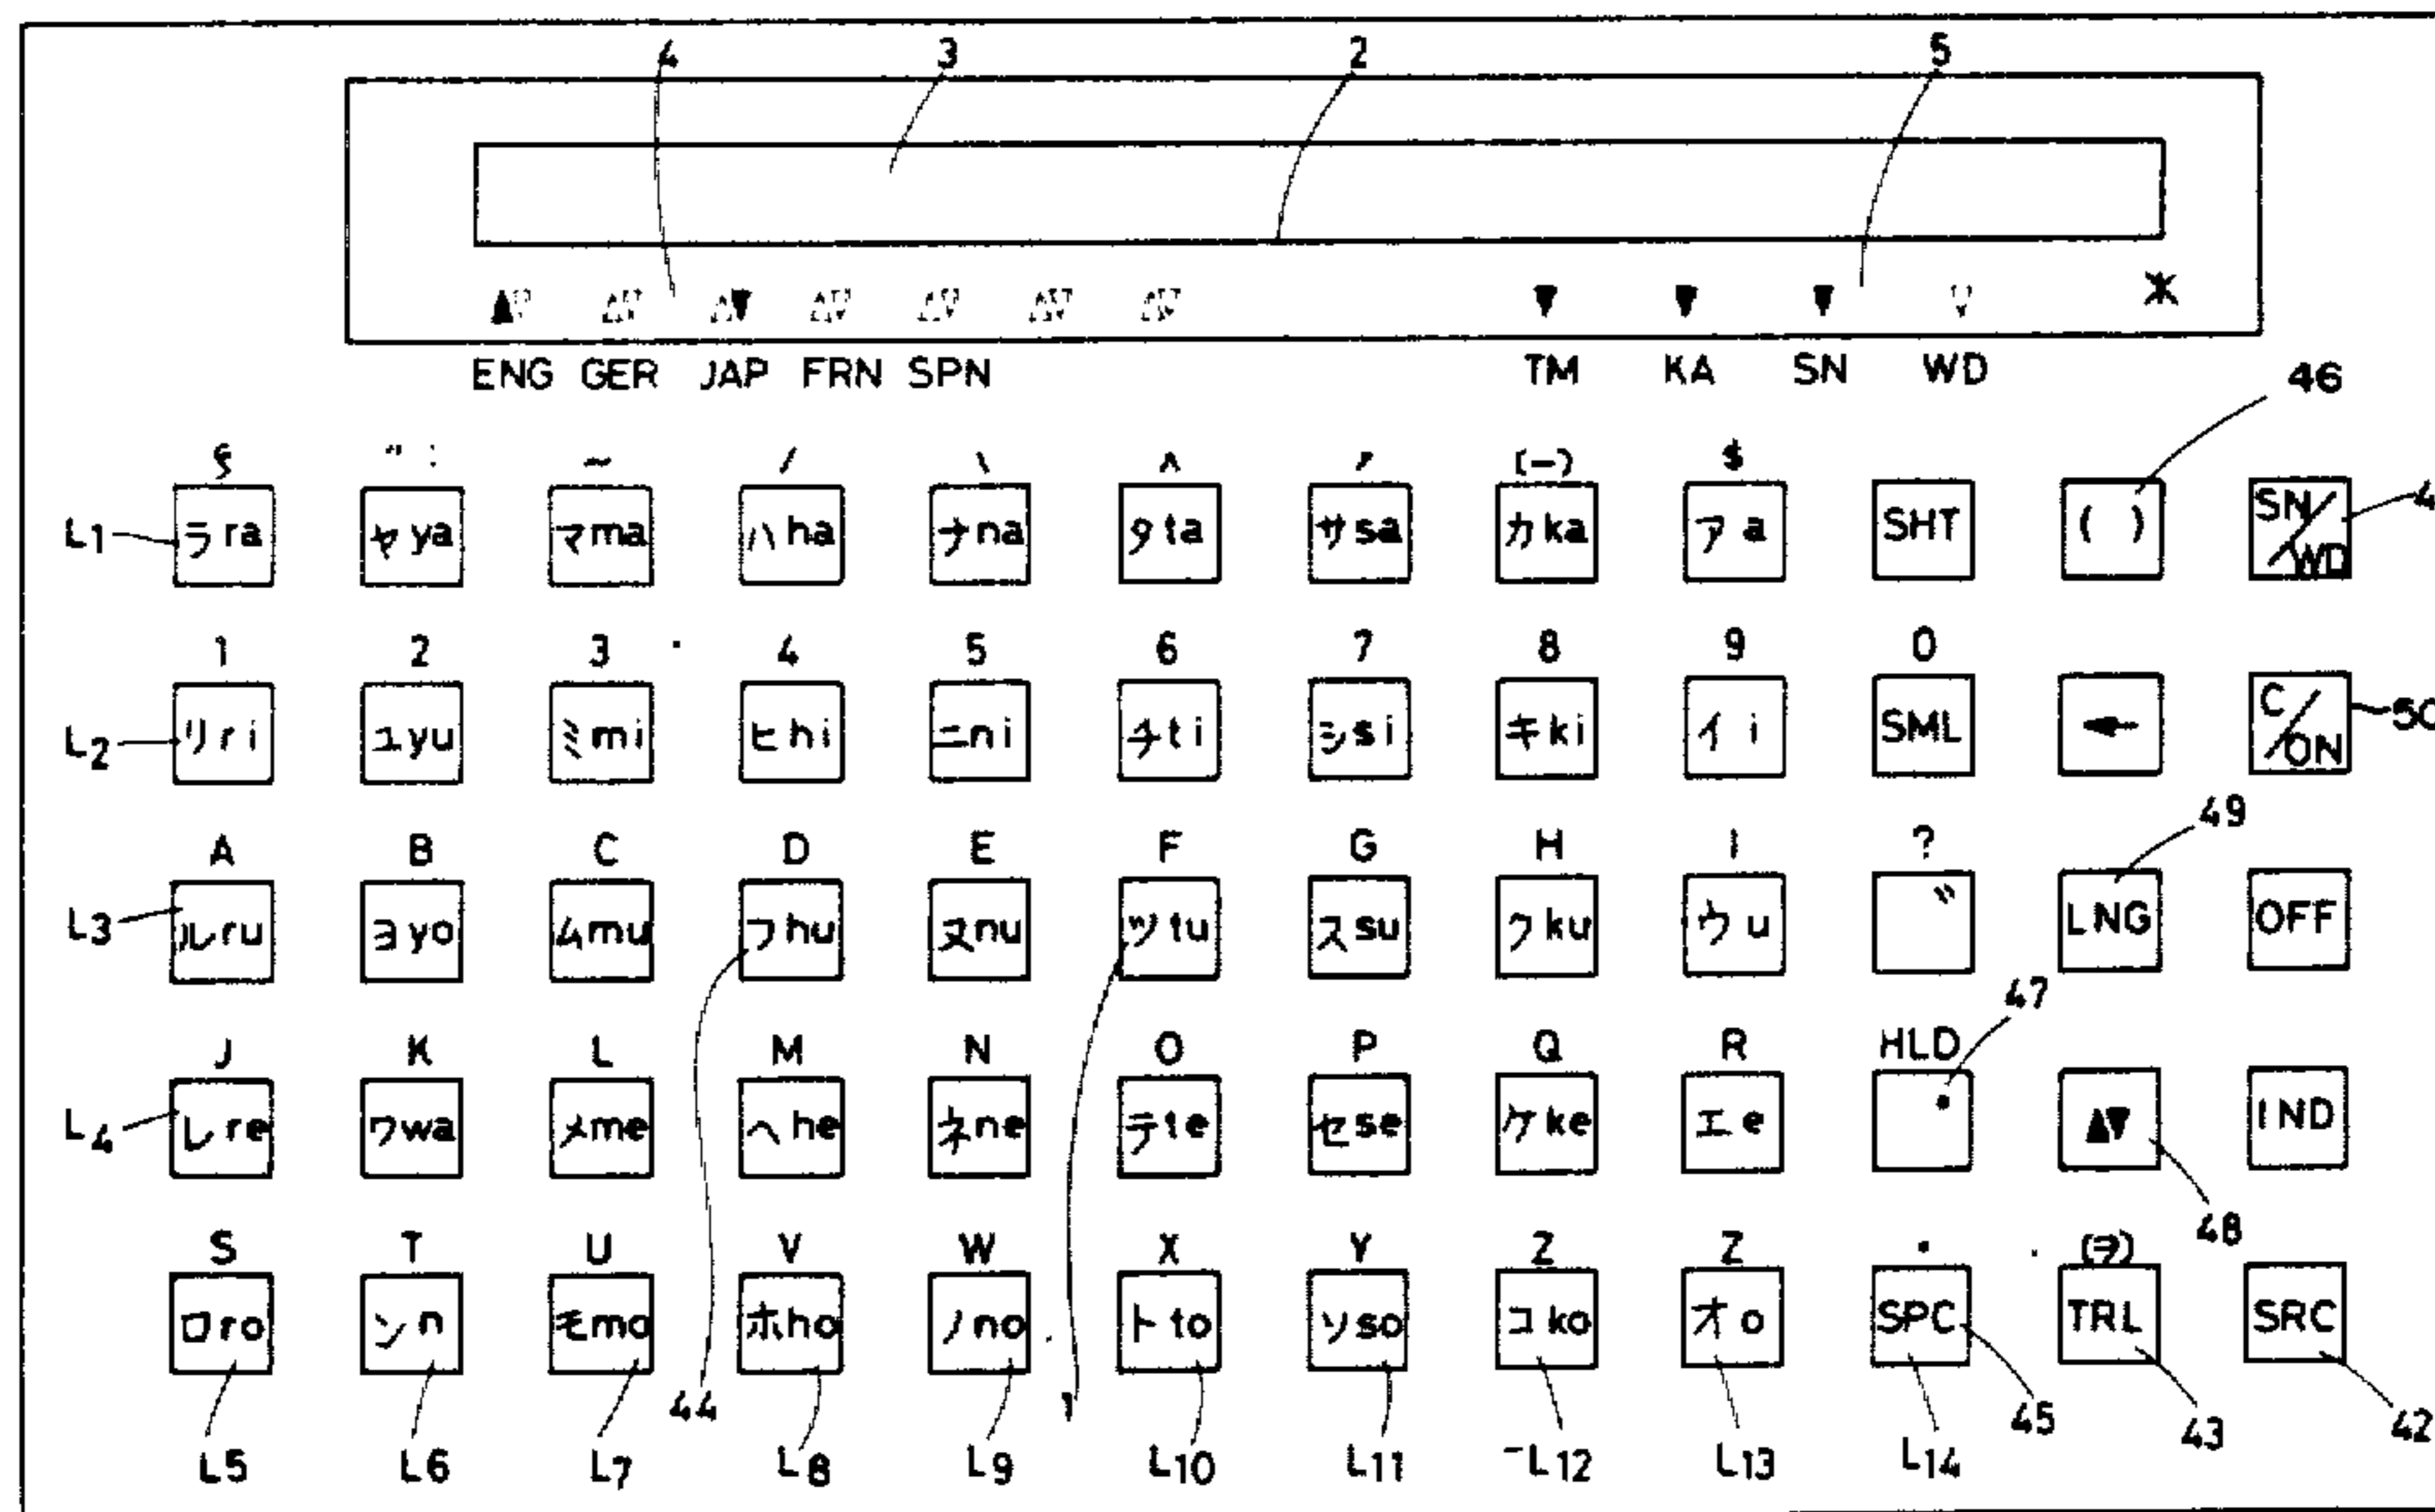 4 3 2 5
ENG GER JAP FRN SPN TM KA SN WD
46
§ " : ~ / \ ^ ′ (—) $
L1 ラra ヤya マma ハha ナna タta サsa カka アa SHT ( ) SN/WD 4
1 2 3 4 5 6 7 8 9 0
L2 リri ユyu ミmi ヒhi ニni チti シsi キki イi SML ← C/ON 50
49
A B C D E F G H I ?
L3 ルru ヨyo ムmu フhu ヌnu ツtu スsu クku ウu ゛ LNG OFF
47
J K L M N O P Q R HLD
L4 レre ワwa メme ヘhe ネne テte セse ケke エe ▲▼ IND
48
S T U V W X Y Z Z . (⇒)
ロro ンn モmo ホho ノno トto ソso コko オo SPC TRL SRC
44 1 45 43 42
L5 L6 L7 L8 L9 L10 L11 L12 L13 L14